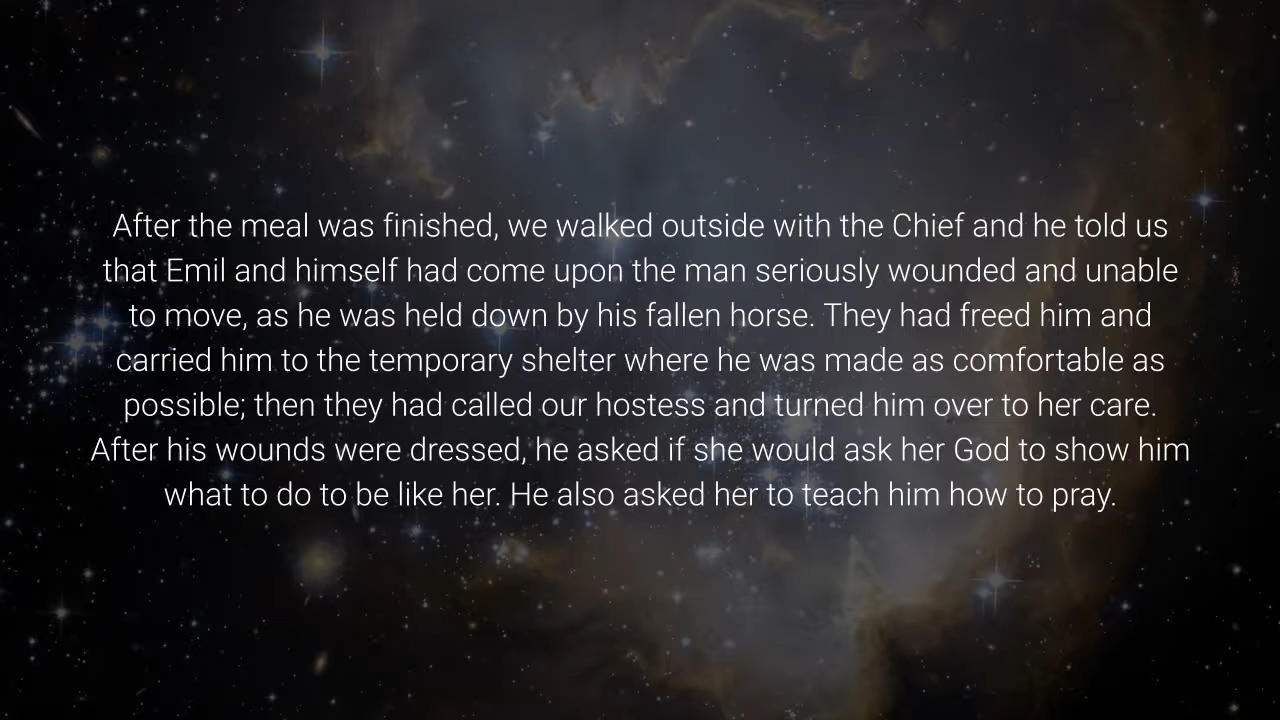 After the meal was finished, we walked outside with the Chief and he told us
that Emil and himself had come upon the man seriously wounded and unable
to move, as he was held down by his fallen horse. They had freed him and
carried him to the temporary shelter where he was made as comfortable as
possible; then they had called our hostess and turned him over to her care.
After his wounds were dressed, he asked if she would ask her God to show him
what to do to be like her. He also asked her to teach him how to pray.